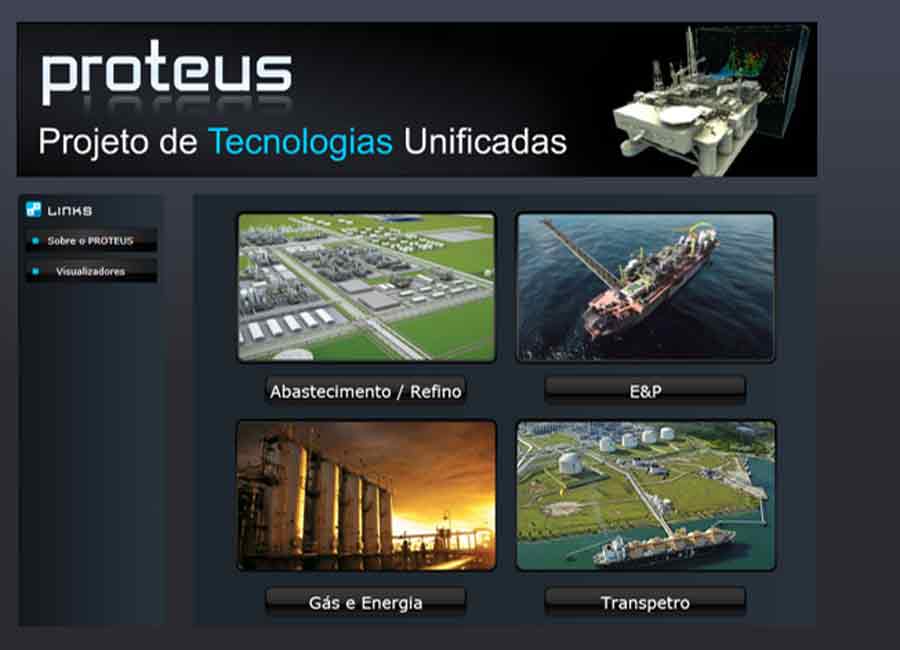 proteus
Projeto de Tecnologias Unificadas
Links
Sobre o PROTEUS
Visualizadores
Abastecimento / Refino
E&P
Gás e Energia
Transpetro